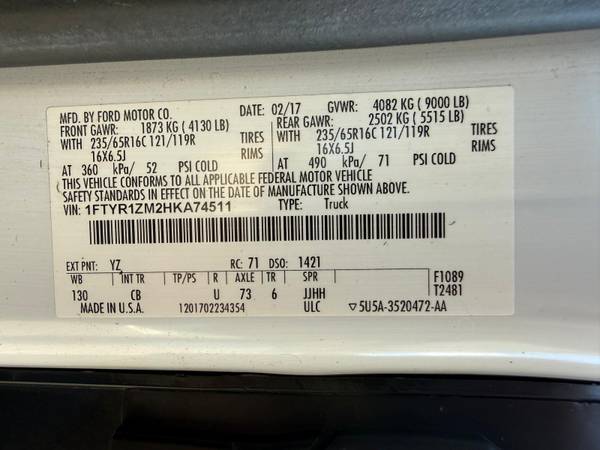 MFD. BY FORD MOTOR CO. DATE: 02/17 GVWR: 4082 KG ( 9000 LB)
FRONT GAWR: 1873 KG ( 4130 LB) REAR GAWR: 2502 KG ( 5515 LB)
WITH 235/65R16C 121/119R TIRES WITH 235/65R16C 121/119R TIRES
16X6.5J RIMS 16X6.5J RIMS
AT 360 kPa/ 52 PSI COLD AT 490 kPa/ 71 PSI COLD
THIS VEHICLE CONFORMS TO ALL APPLICABLE FEDERAL MOTOR VEHICLE
SAFETY STANDARDS IN EFFECT ON THE DATE OF MANUFACTURE SHOWN ABOVE.
VIN: 1FTYR1ZM2HKA74511 TYPE: Truck
EXT PNT: YZ RC: 71 DSO: 1421
WB INT TR TP/PS R AXLE TR SPR F1089
130 CB U 73 6 JJHH T2481
MADE IN U.S.A. 1201702234354 ULC ▽5U5A-3520472-AA